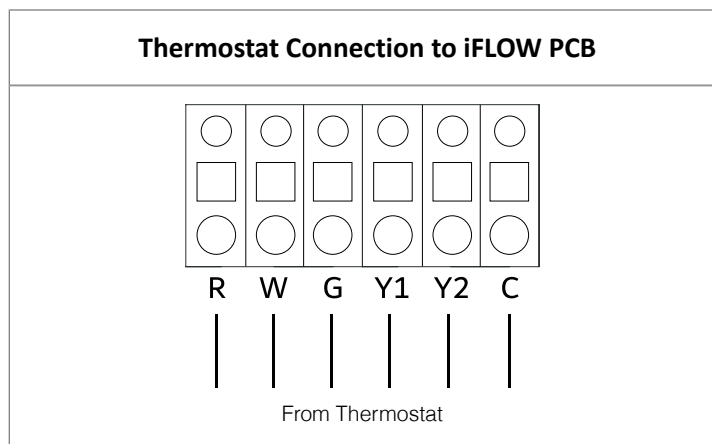 Thermostat Connection to iFLOW PCB
R W G Y1 Y2 C
From Thermostat